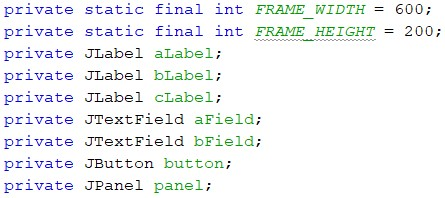 private static final int FRAME_WIDTH = 600;
private static final int FRAME_HEIGHT = 200;
private JLabel aLabel;
private JLabel bLabel;
private JLabel cLabel;
private JTextField aField;
private JTextField bField;
private JButton button;
private JPanel panel;